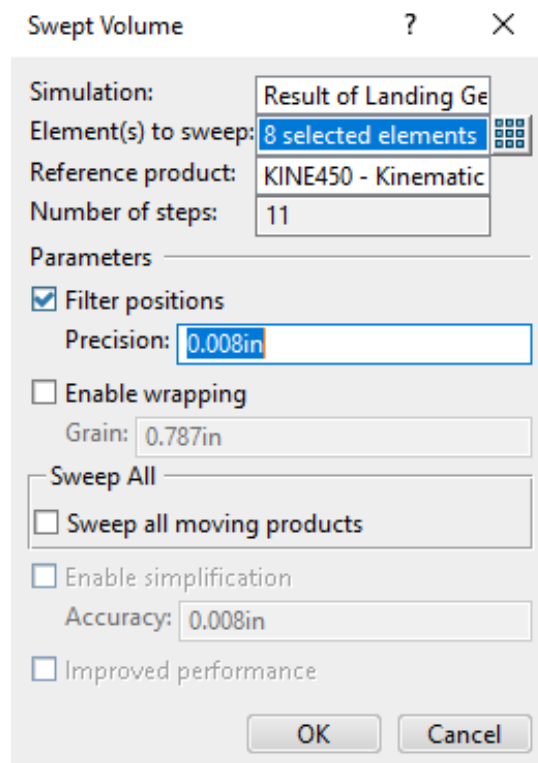 Swept Volume ? ×
Simulation: Result of Landing Ge
Element(s) to sweep: 8 selected elements
Reference product: KINE450 - Kinematic
Number of steps: 11
Parameters
Filter positions
Precision: 0.008in
Enable wrapping
Grain: 0.787in
Sweep All
Sweep all moving products
Enable simplification
Accuracy: 0.008in
Improved performance
OK Cancel